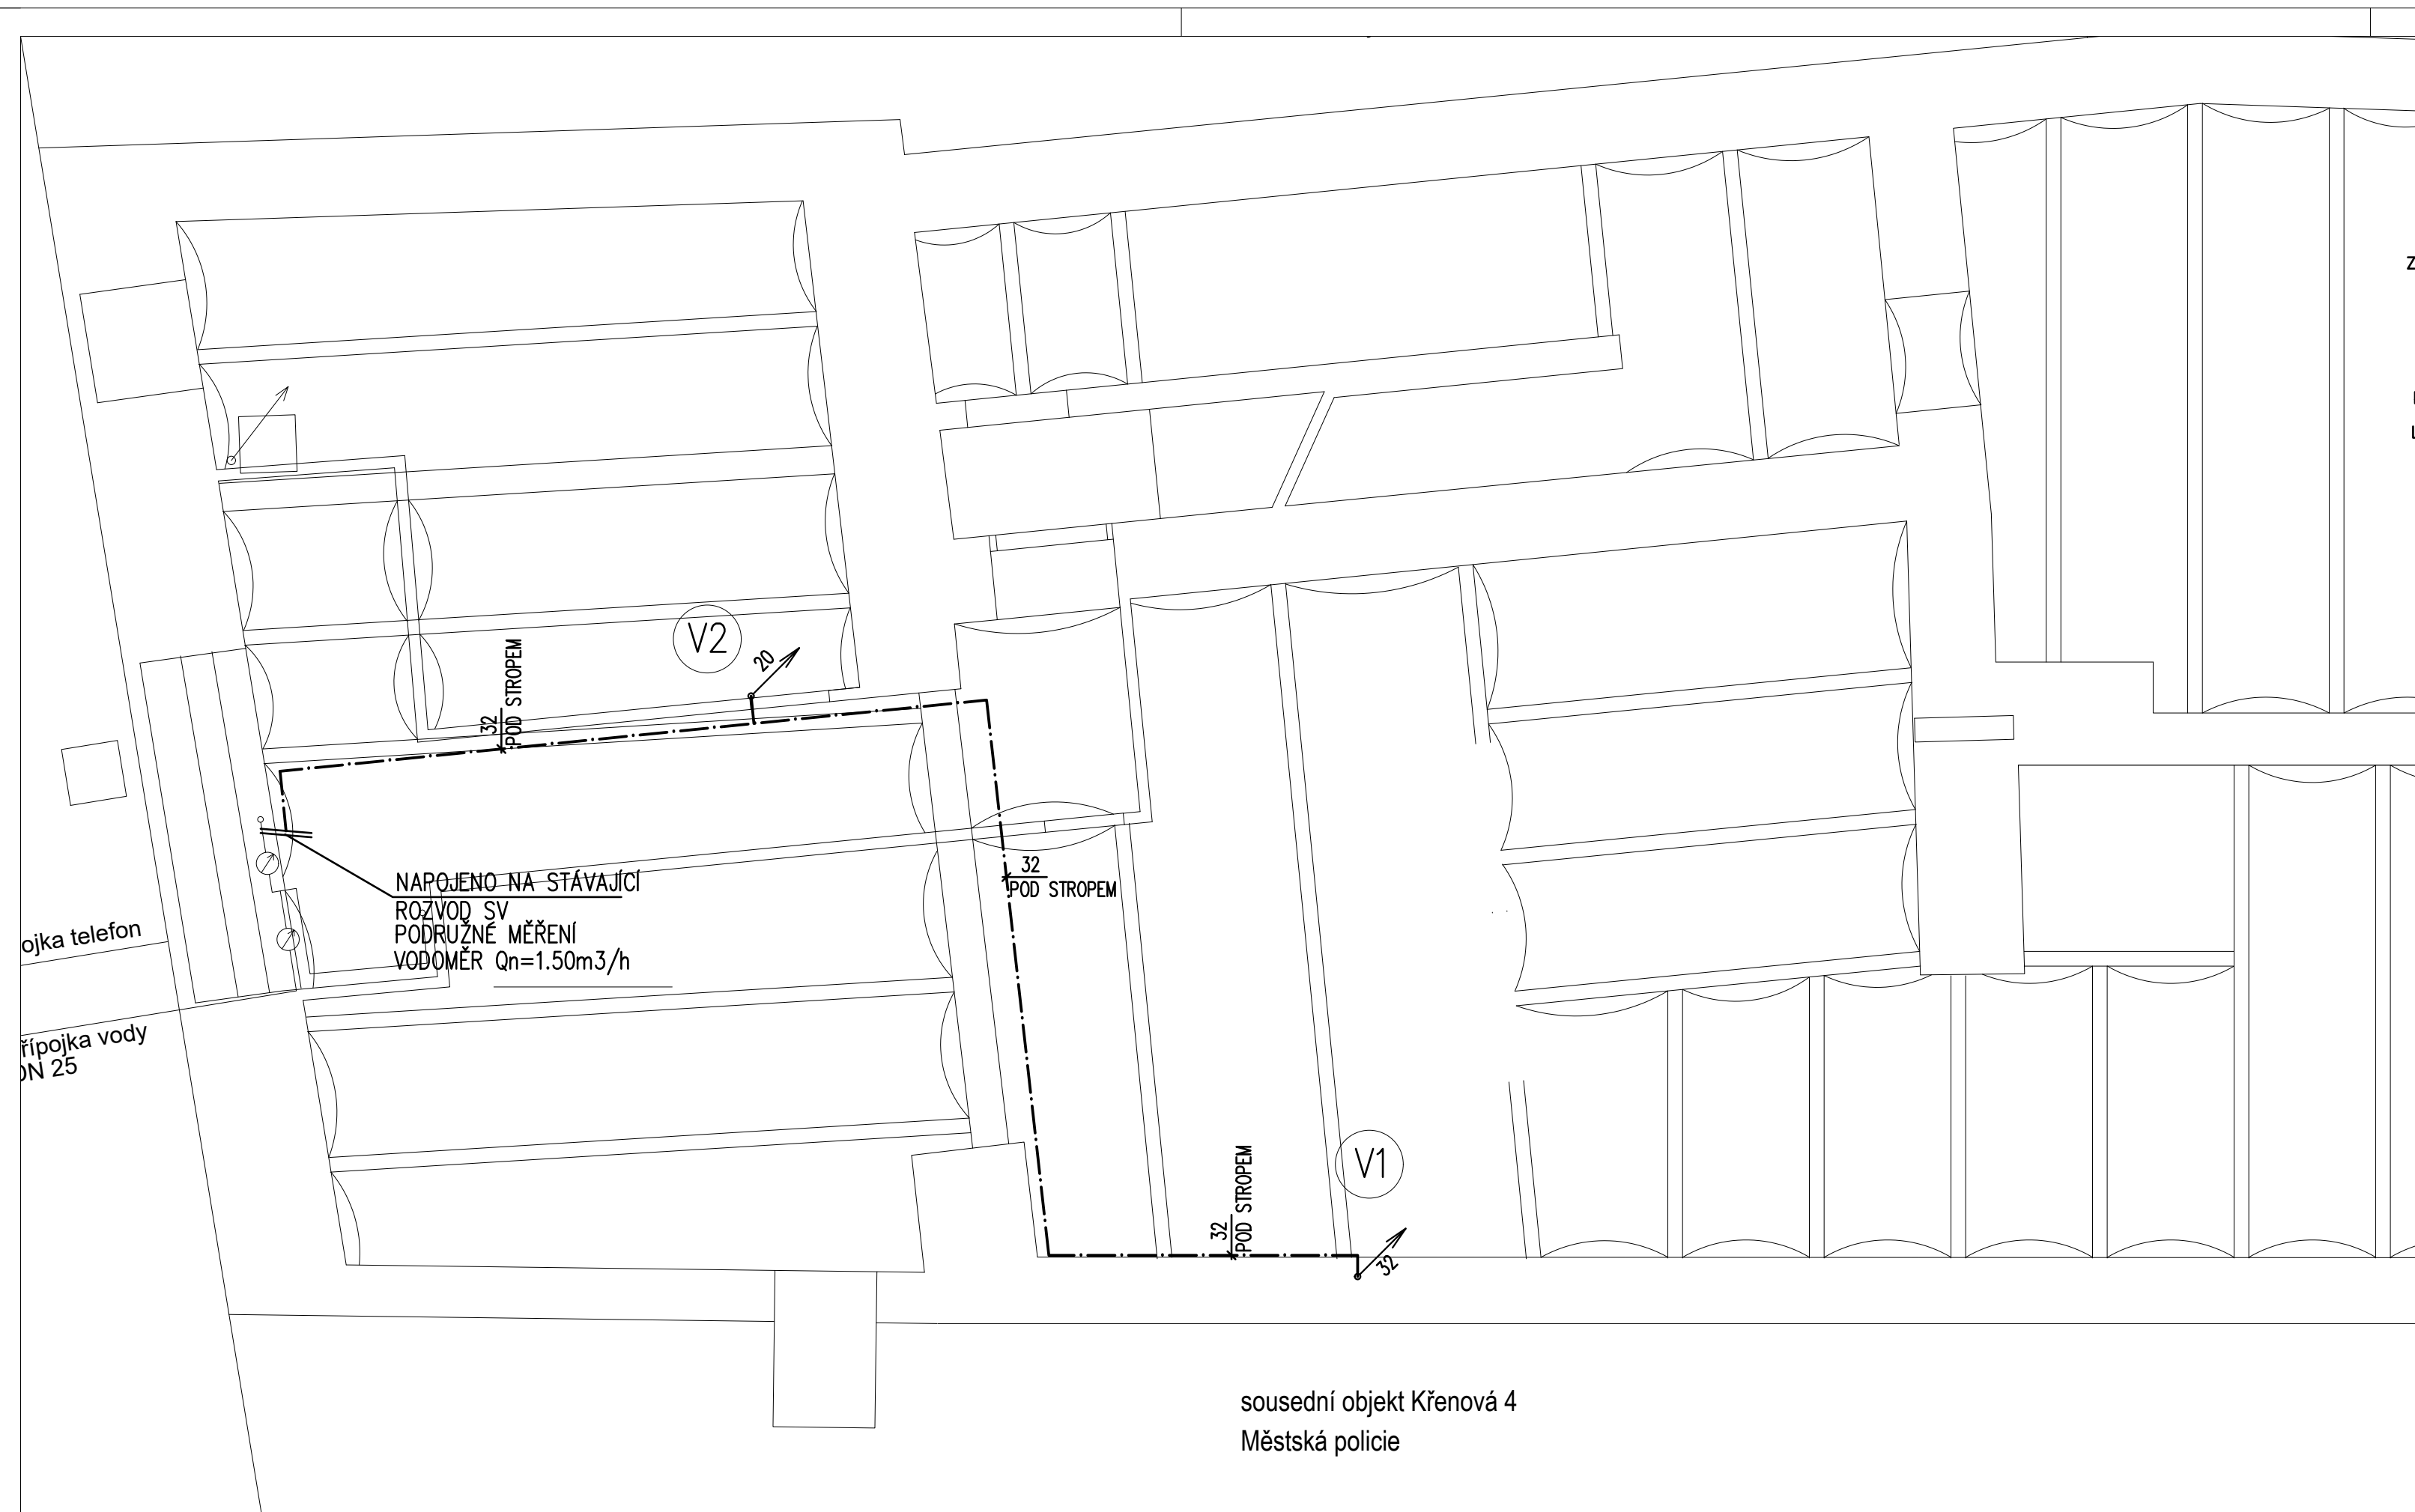 V2
20
32
POD STROPEM
32
POD STROPEM
NAPOJENO NA STÁVAJÍCÍ
ROZVOD SV
PODRUŽNÉ MĚŘENÍ
VODOMĚR Qn=1.50m3/h
ojka telefon
řípojka vody
DN 25
V1
32
POD STROPEM
32
sousední objekt Křenová 4
Městská policie